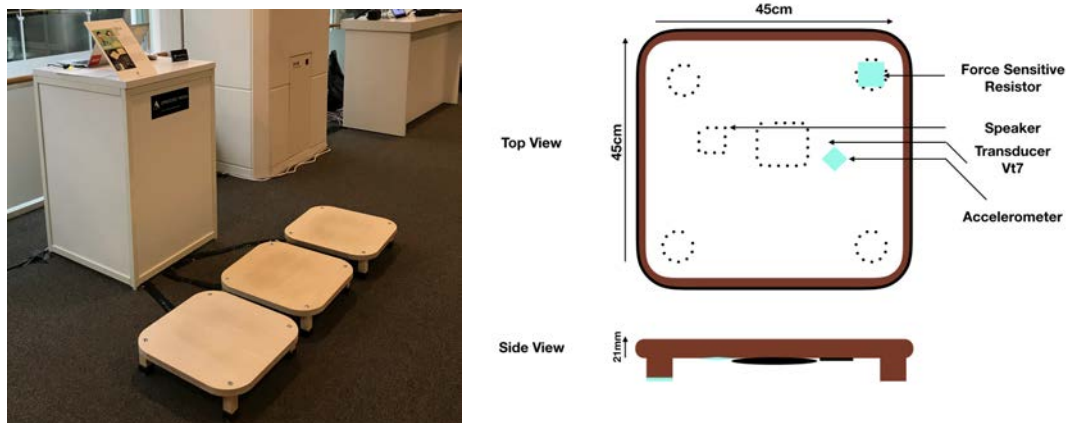 45cm
45cm
Force Sensitive
Resistor
Speaker
Top View
Transducer
Vt7
Accelerometer
Side View
21mm